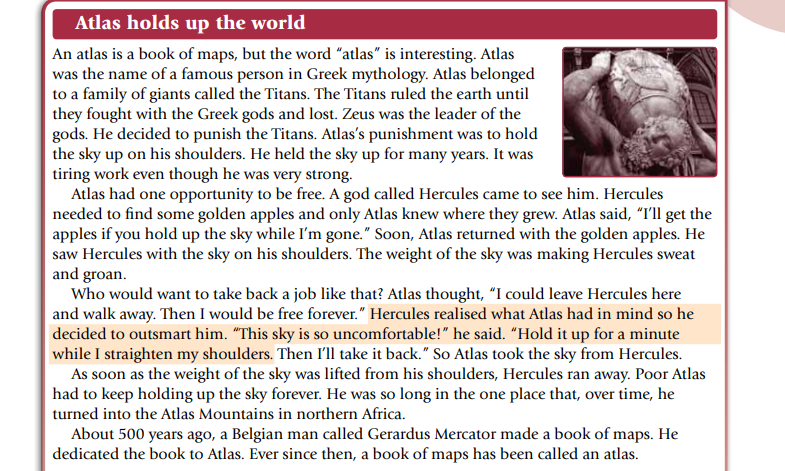 Atlas holds up the world
An atlas is a book of maps, but the word “atlas” is interesting. Atlas
was the name of a famous person in Greek mythology. Atlas belonged
to a family of giants called the Titans. The Titans ruled the earth until
they fought with the Greek gods and lost. Zeus was the leader of the
gods. He decided to punish the Titans. Atlas’s punishment was to hold
the sky up on his shoulders. He held the sky up for many years. It was
tiring work even though he was very strong.
Atlas had one opportunity to be free. A god called Hercules came to see him. Hercules
needed to find some golden apples and only Atlas knew where they grew. Atlas said, “I’ll get the
apples if you hold up the sky while I’m gone.” Soon, Atlas returned with the golden apples. He
saw Hercules with the sky on his shoulders. The weight of the sky was making Hercules sweat
and groan.
Who would want to take back a job like that? Atlas thought, “I could leave Hercules here
and walk away. Then I would be free forever.” Hercules realised what Atlas had in mind so he
decided to outsmart him. “This sky is so uncomfortable!” he said. “Hold it up for a minute
while I straighten my shoulders. Then I’ll take it back.” So Atlas took the sky from Hercules.
As soon as the weight of the sky was lifted from his shoulders, Hercules ran away. Poor Atlas
had to keep holding up the sky forever. He was so long in the one place that, over time, he
turned into the Atlas Mountains in northern Africa.
About 500 years ago, a Belgian man called Gerardus Mercator made a book of maps. He
dedicated the book to Atlas. Ever since then, a book of maps has been called an atlas.